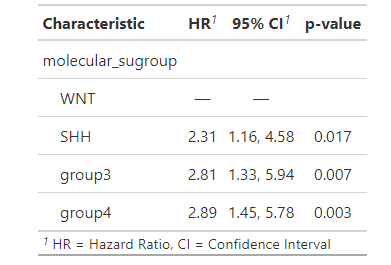 Characteristic HR1 95% CI1 p-value
molecular_sugroup
WNT — —
SHH 2.31 1.16, 4.58 0.017
group3 2.81 1.33, 5.94 0.007
group4 2.89 1.45, 5.78 0.003
1 HR = Hazard Ratio, CI = Confidence Interval